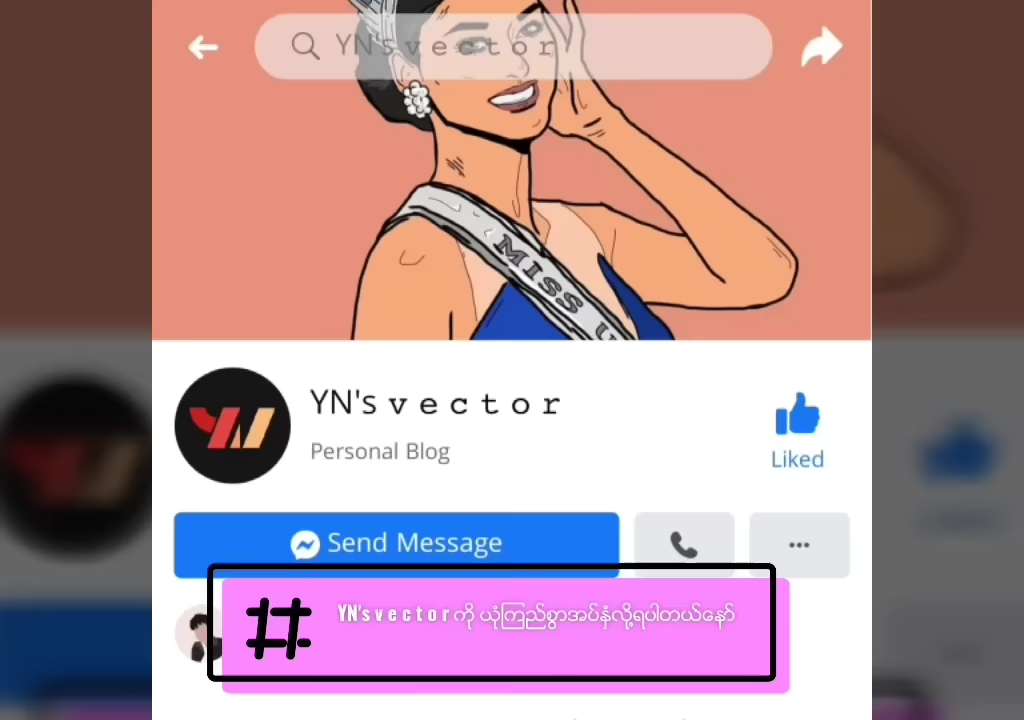 YN's v e c t o r
MISS U
YN's v e c t o r
Personal Blog
Liked
Send Message
YN's v e c t o r ကို ယုံကြည်စွာအပ်နှံလို့ရပါတယ်နော်